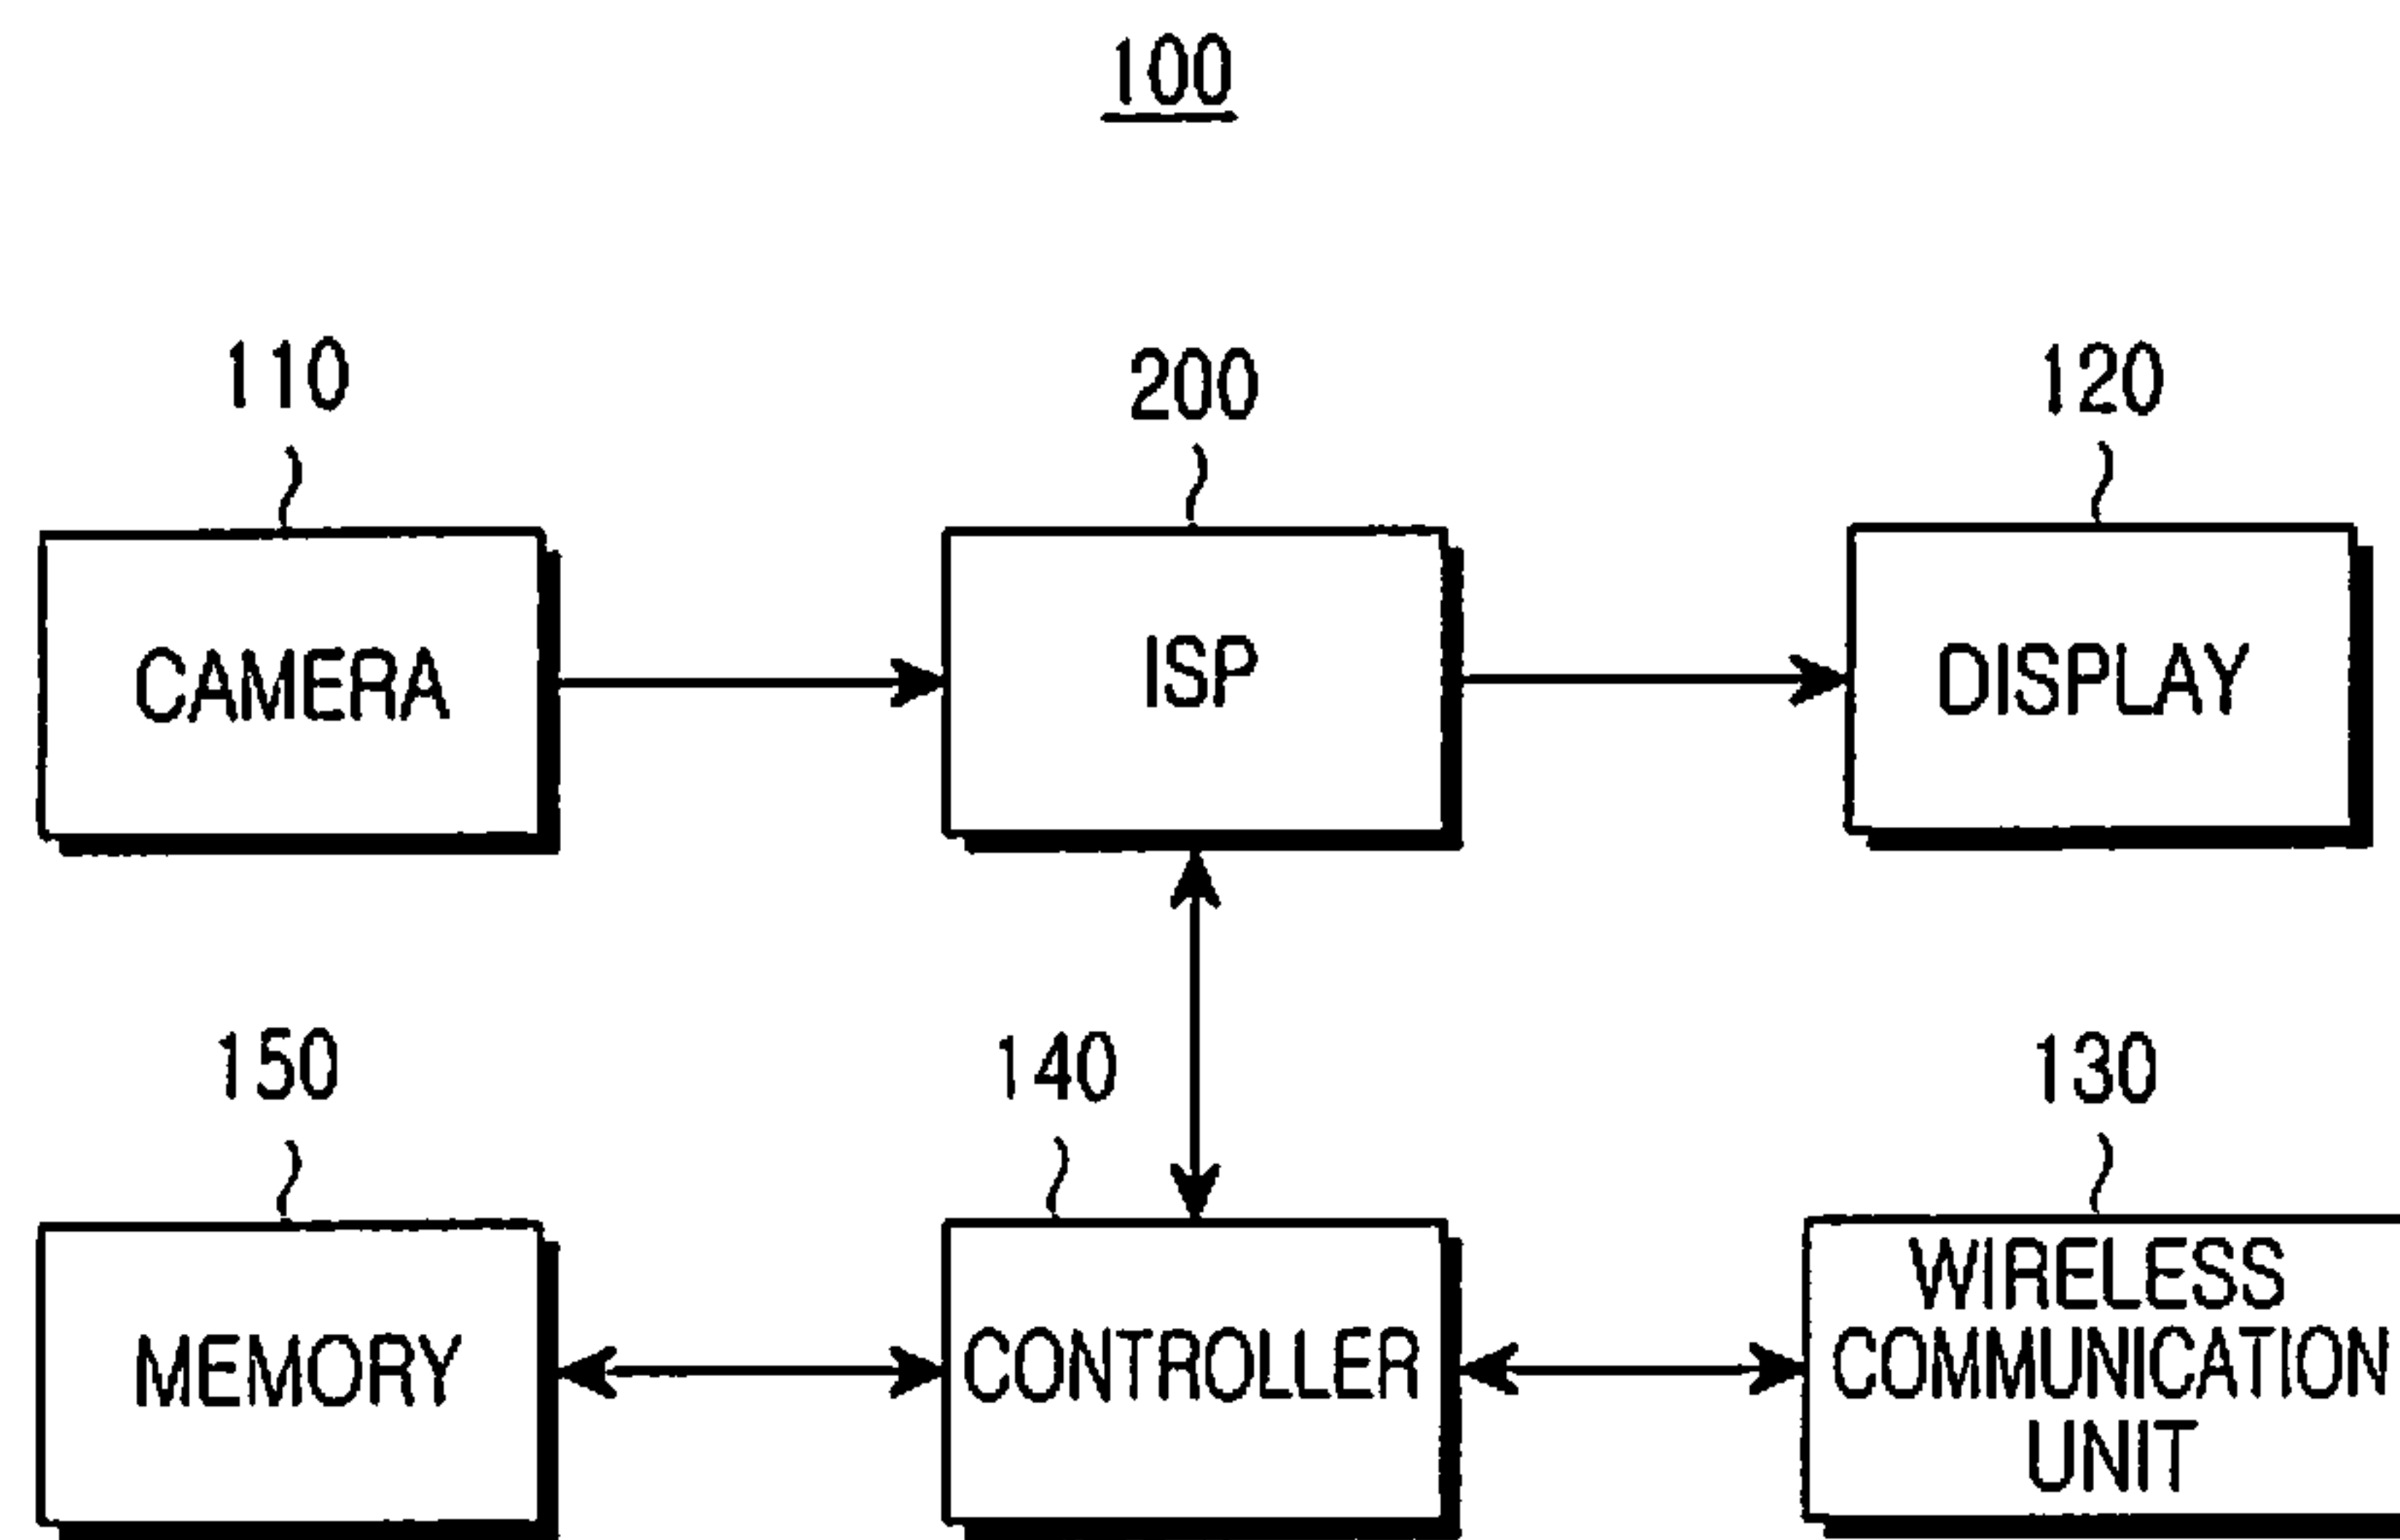 100
110
200
120
CAMERA
ISP
DISPLAY
150
140
130
MEMORY
CONTROLLER
WIRELESS
COMMUNICATION
UNIT